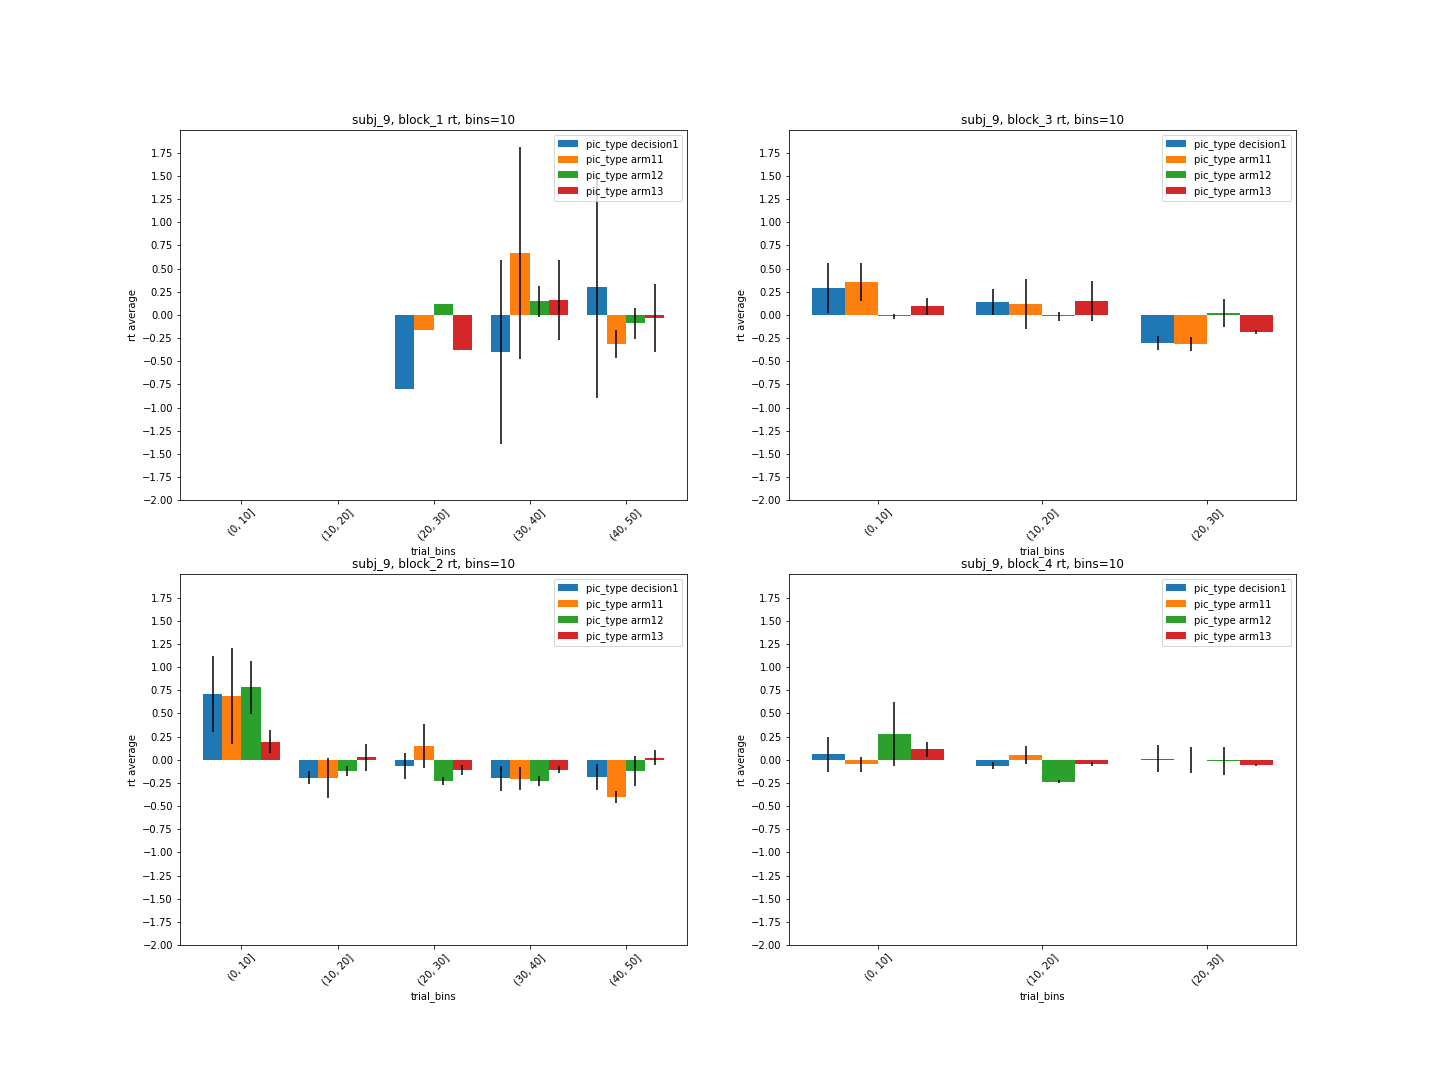 subj_9, block_1 rt, bins=10
pic_type decision1
pic_type arm11
pic_type arm12
pic_type arm13
1.75
1.50
1.25
1.00
0.75
0.50
0.25
0.00
−0.25
−0.50
−0.75
−1.00
−1.25
−1.50
−1.75
−2.00
rt average
(0, 10]
(10, 20]
(20, 30]
(30, 40]
(40, 50]
trial_bins
subj_9, block_3 rt, bins=10
pic_type decision1
pic_type arm11
pic_type arm12
pic_type arm13
1.75
1.50
1.25
1.00
0.75
0.50
0.25
0.00
−0.25
−0.50
−0.75
−1.00
−1.25
−1.50
−1.75
−2.00
rt average
(0, 10]
(10, 20]
(20, 30]
trial_bins
subj_9, block_2 rt, bins=10
pic_type decision1
pic_type arm11
pic_type arm12
pic_type arm13
1.75
1.50
1.25
1.00
0.75
0.50
0.25
0.00
−0.25
−0.50
−0.75
−1.00
−1.25
−1.50
−1.75
−2.00
rt average
(0, 10]
(10, 20]
(20, 30]
(30, 40]
(40, 50]
trial_bins
subj_9, block_4 rt, bins=10
pic_type decision1
pic_type arm11
pic_type arm12
pic_type arm13
1.75
1.50
1.25
1.00
0.75
0.50
0.25
0.00
−0.25
−0.50
−0.75
−1.00
−1.25
−1.50
−1.75
−2.00
rt average
(0, 10]
(10, 20]
(20, 30]
trial_bins